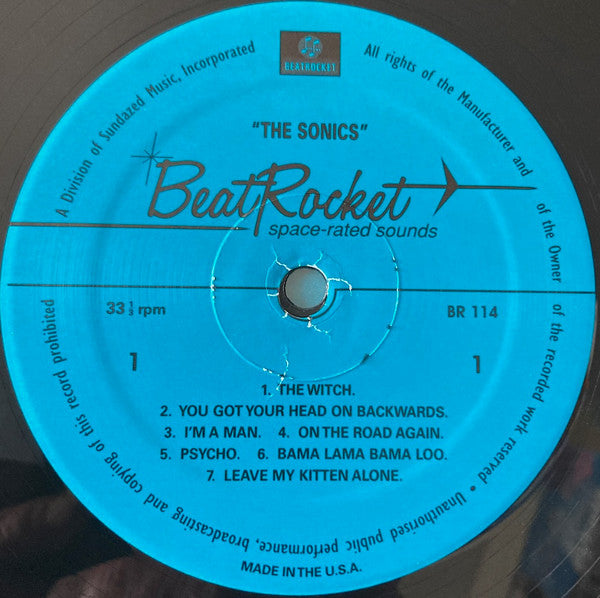 A Division of Sundazed Music, Incorporated
BEATROCKET
All rights of the Manufacturer and of the Owner of the recorded work reserved • Unauthorised public performance, broadcasting and copying of this record prohibited
"THE SONICS"
BeatRocket
space-rated sounds
33 1/3 rpm
BR 114
1
1
1. THE WITCH.
2. YOU GOT YOUR HEAD ON BACKWARDS.
3. I'M A MAN. 4. ON THE ROAD AGAIN.
5. PSYCHO. 6. BAMA LAMA BAMA LOO.
7. LEAVE MY KITTEN ALONE.
MADE IN THE U.S.A.